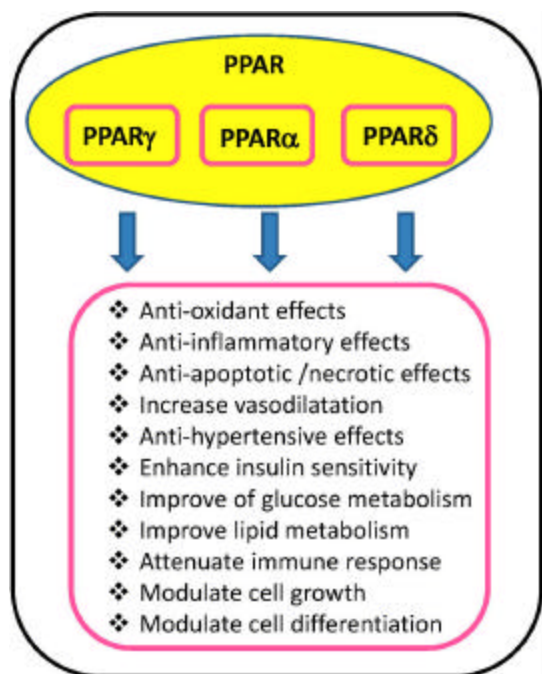 PPAR
PPARγ PPARα PPARδ
❖ Anti-oxidant effects
❖ Anti-inflammatory effects
❖ Anti-apoptotic /necrotic effects
❖ Increase vasodilatation
❖ Anti-hypertensive effects
❖ Enhance insulin sensitivity
❖ Improve of glucose metabolism
❖ Improve lipid metabolism
❖ Attenuate immune response
❖ Modulate cell growth
❖ Modulate cell differentiation